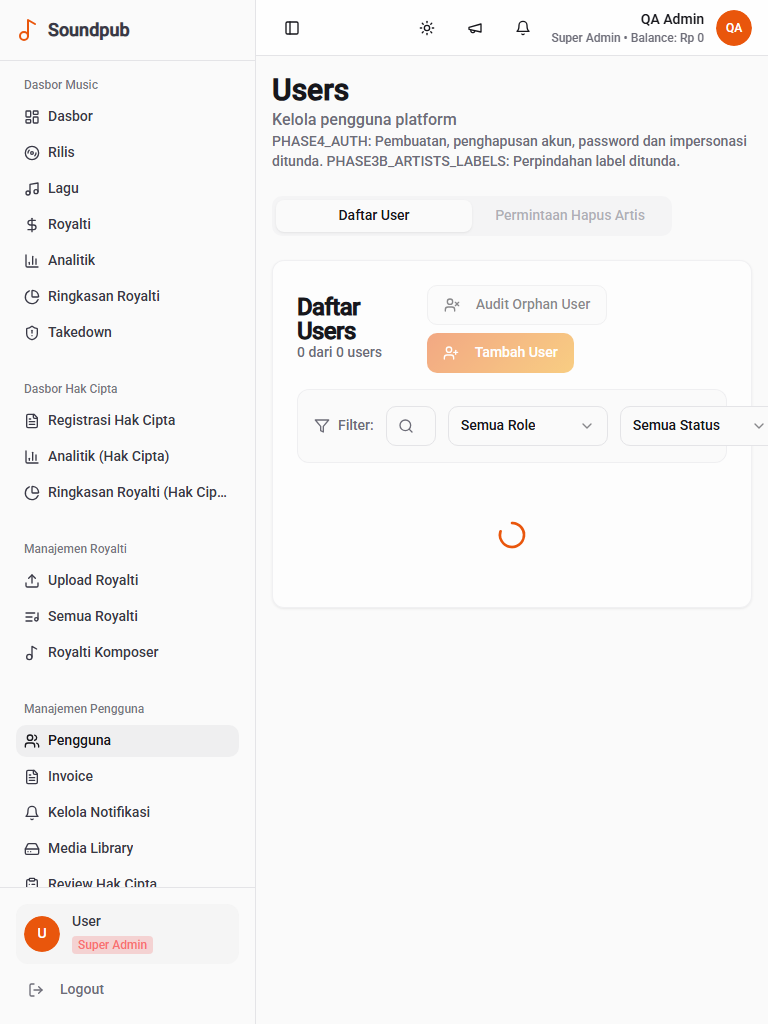 Soundpub
Dasbor Music
Dasbor
Rilis
Lagu
Royalti
Analitik
Ringkasan Royalti
Takedown
Dasbor Hak Cipta
Registrasi Hak Cipta
Analitik (Hak Cipta)
Ringkasan Royalti (Hak Cip...
Manajemen Royalti
Upload Royalti
Semua Royalti
Royalti Komposer
Manajemen Pengguna
Pengguna
Invoice
Kelola Notifikasi
Media Library
Review Hak Cipta
U
User
Super Admin
Logout
QA Admin
Super Admin • Balance: Rp 0
QA
Users
Kelola pengguna platform
PHASE4_AUTH: Pembuatan, penghapusan akun, password dan impersonasi
ditunda. PHASE3B_ARTISTS_LABELS: Perpindahan label ditunda.
Daftar User
Permintaan Hapus Artis
Daftar
Users
0 dari 0 users
Audit Orphan User
Tambah User
Filter:
Semua Role
Semua Status